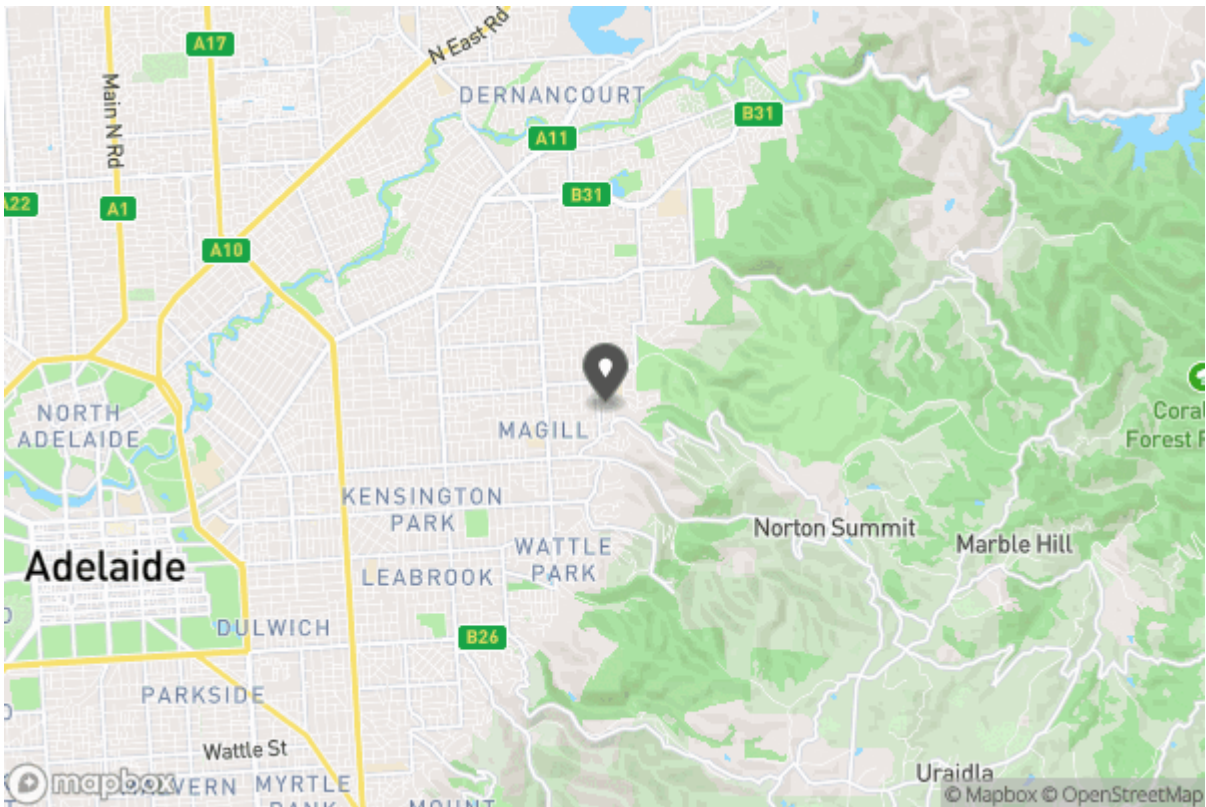 A17
N East Rd
Main N Rd
DERNANCOURT
A11
B31
B31
A22
A1
A10
NORTH
ADELAIDE
MAGILL
Coral
Forest
KENSINGTON
PARK
Norton Summit
Marble Hill
WATTLE
PARK
Adelaide
LEABROOK
DULWICH
B26
PARKSIDE
Wattle St
Uraidla
mapbox
MYRTLE
MOUNT
© Mapbox © OpenStreetMap